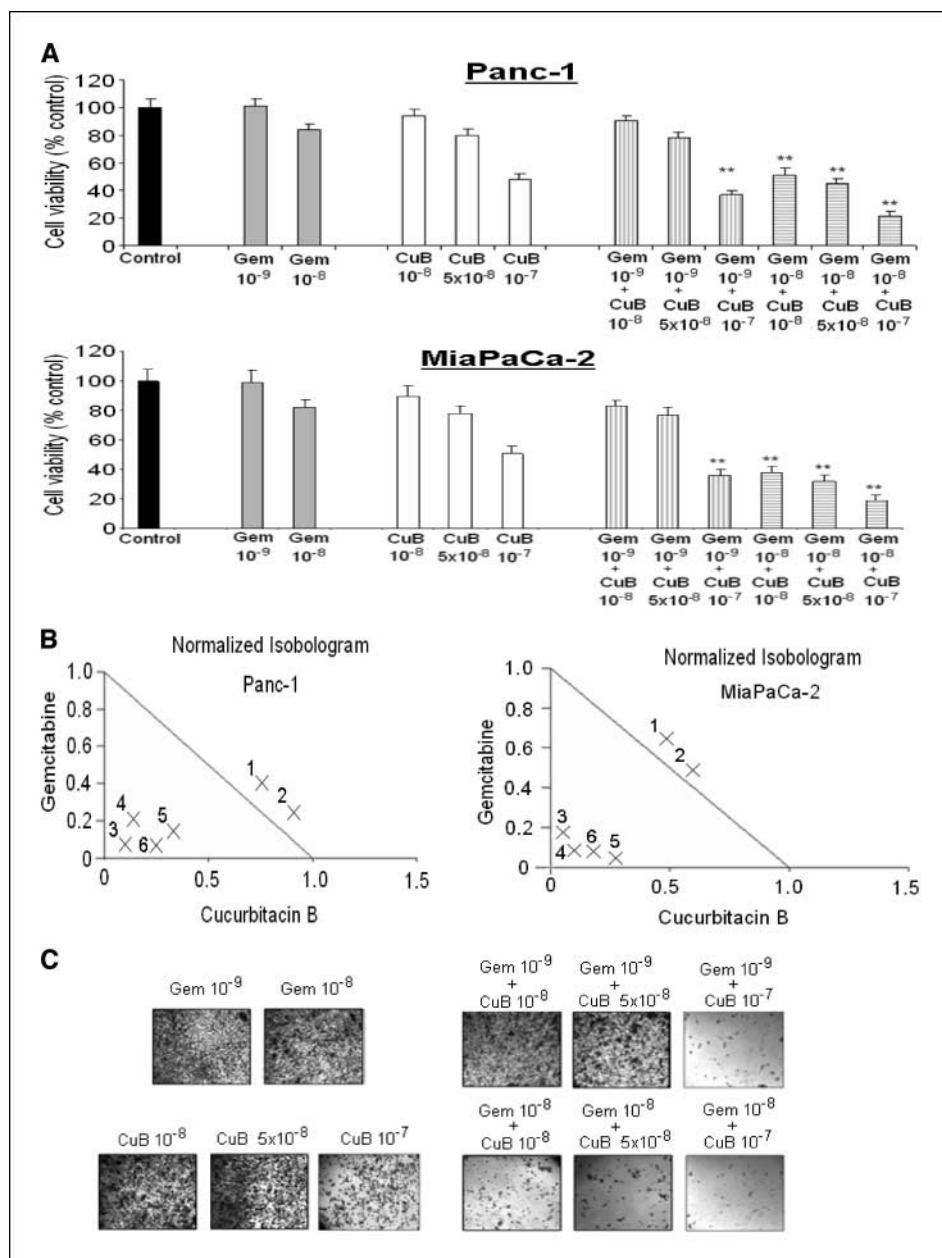 A
Panc-1
Cell viability (% control)
120
100
80
60
40
20
0
Control
Gem 10⁻⁹
Gem 10⁻⁸
CuB 10⁻⁸
CuB 5x10⁻⁸
CuB 10⁻⁷
**
**
**
**
Gem 10⁻⁹ + CuB 10⁻⁸
Gem 10⁻⁹ + CuB 5x10⁻⁸
Gem 10⁻⁹ + CuB 10⁻⁷
Gem 10⁻⁸ + CuB 10⁻⁸
Gem 10⁻⁸ + CuB 5x10⁻⁸
Gem 10⁻⁸ + CuB 10⁻⁷
MiaPaCa-2
Cell viability (% control)
120
100
80
60
40
20
0
Control
Gem 10⁻⁹
Gem 10⁻⁸
CuB 10⁻⁸
CuB 5x10⁻⁸
CuB 10⁻⁷
**
**
**
**
Gem 10⁻⁹ + CuB 10⁻⁸
Gem 10⁻⁹ + CuB 5x10⁻⁸
Gem 10⁻⁹ + CuB 10⁻⁷
Gem 10⁻⁸ + CuB 10⁻⁸
Gem 10⁻⁸ + CuB 5x10⁻⁸
Gem 10⁻⁸ + CuB 10⁻⁷
B
Normalized Isobologram
Panc-1
Gemcitabine
1.0
0.8
0.6
0.4
0.2
0
1
2
4
5
3
6
0
0.5
1.0
1.5
Cucurbitacin B
Normalized Isobologram
MiaPaCa-2
Gemcitabine
1.0
0.8
0.6
0.4
0.2
0
1
2
3
4
6
5
0
0.5
1.0
1.5
Cucurbitacin B
C
Gem 10⁻⁹
Gem 10⁻⁸
Gem 10⁻⁹ + CuB 10⁻⁸
Gem 10⁻⁹ + CuB 5x10⁻⁸
Gem 10⁻⁹ + CuB 10⁻⁷
CuB 10⁻⁸
CuB 5x10⁻⁸
CuB 10⁻⁷
Gem 10⁻⁸ + CuB 10⁻⁸
Gem 10⁻⁸ + CuB 5x10⁻⁸
Gem 10⁻⁸ + CuB 10⁻⁷